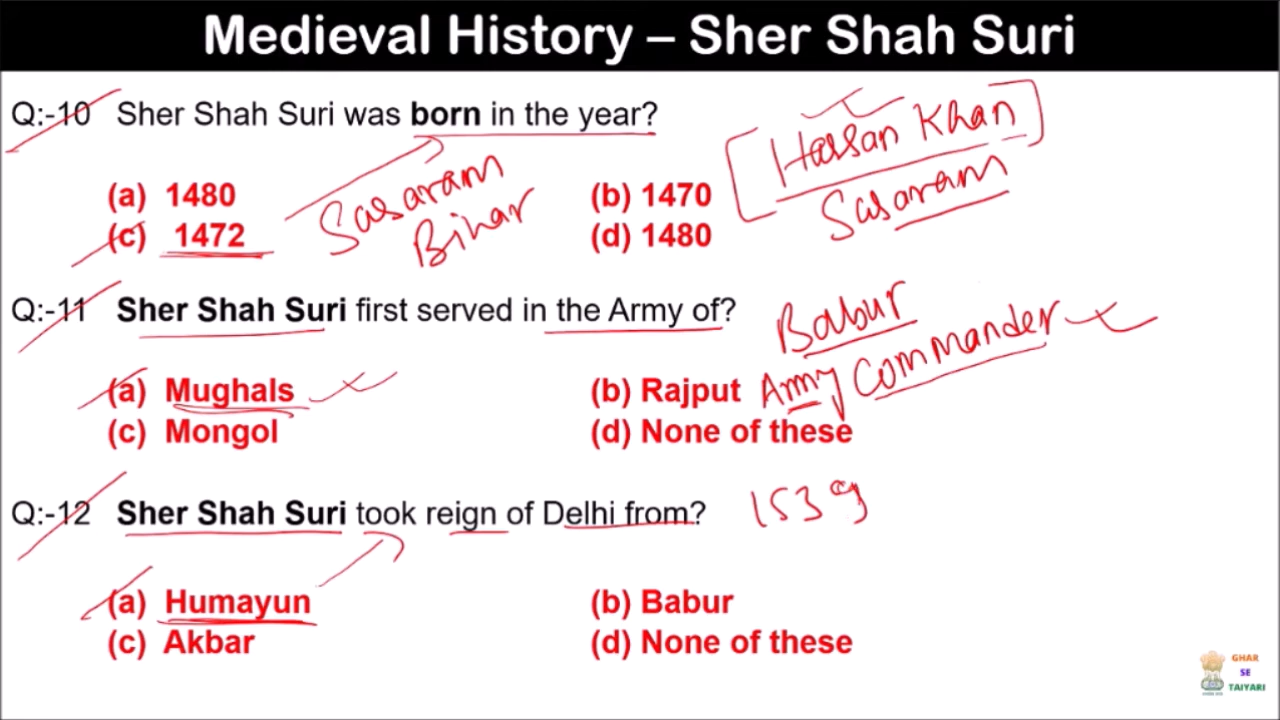 Medieval History – Sher Shah Suri
Q:-10 Sher Shah Suri was born in the year?
(a) 1480 (b) 1470
(c) 1472 (d) 1480
Sasaram
Bihar
Hassan Khan
Sasaram
Q:-11 Sher Shah Suri first served in the Army of?
(a) Mughals (b) Rajput
(c) Mongol (d) None of these
Babur
Army Commander
Q:-12 Sher Shah Suri took reign of Delhi from? 1539
(a) Humayun (b) Babur
(c) Akbar (d) None of these
GHAR
SE
TAIYARI